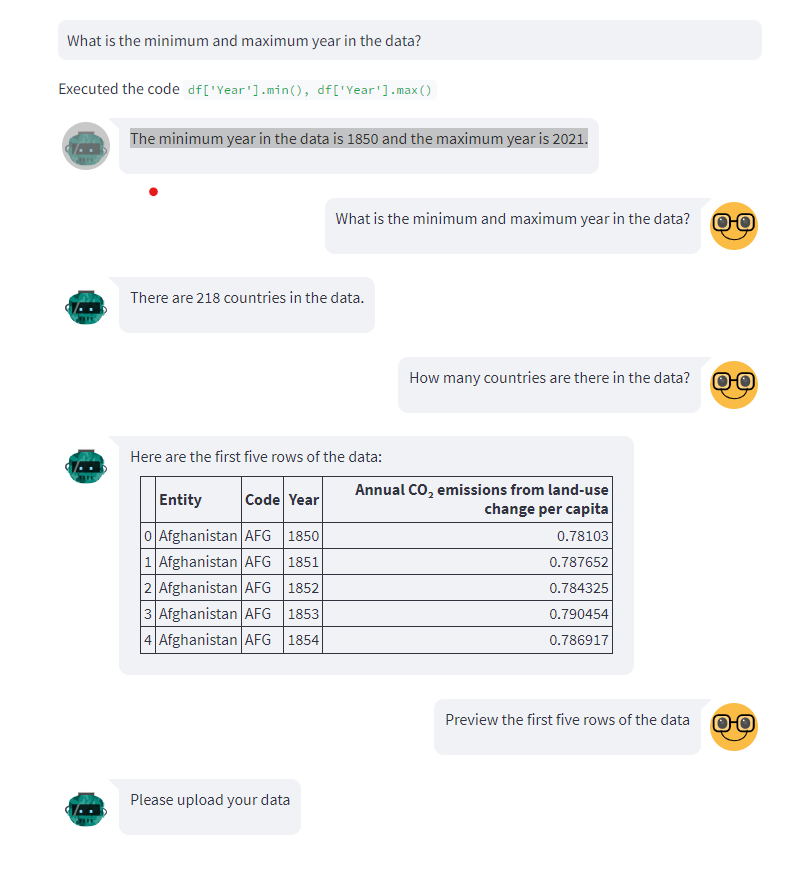 What is the minimum and maximum year in the data?
Executed the code df['Year'].min(), df['Year'].max()
The minimum year in the data is 1850 and the maximum year is 2021.
What is the minimum and maximum year in the data?
There are 218 countries in the data.
How many countries are there in the data?
Here are the first five rows of the data:
Entity Code Year Annual CO₂ emissions from land-use
change per capita
0 Afghanistan AFG 1850 0.78103
1 Afghanistan AFG 1851 0.787652
2 Afghanistan AFG 1852 0.784325
3 Afghanistan AFG 1853 0.790454
4 Afghanistan AFG 1854 0.786917
Preview the first five rows of the data
Please upload your data